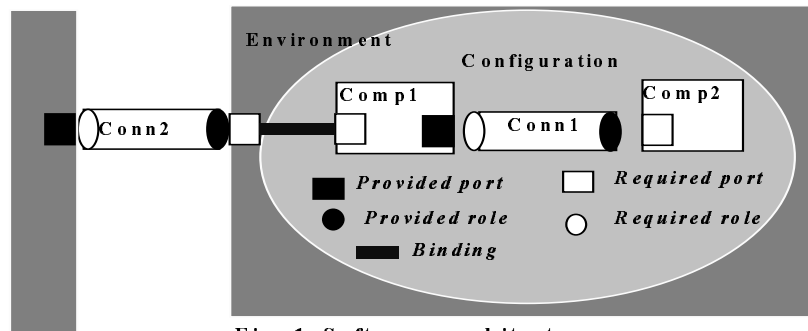 Environment
Configuration
Comp1
Comp2
Conn2
Conn1
Provided port
Required port
Provided role
Required role
Binding